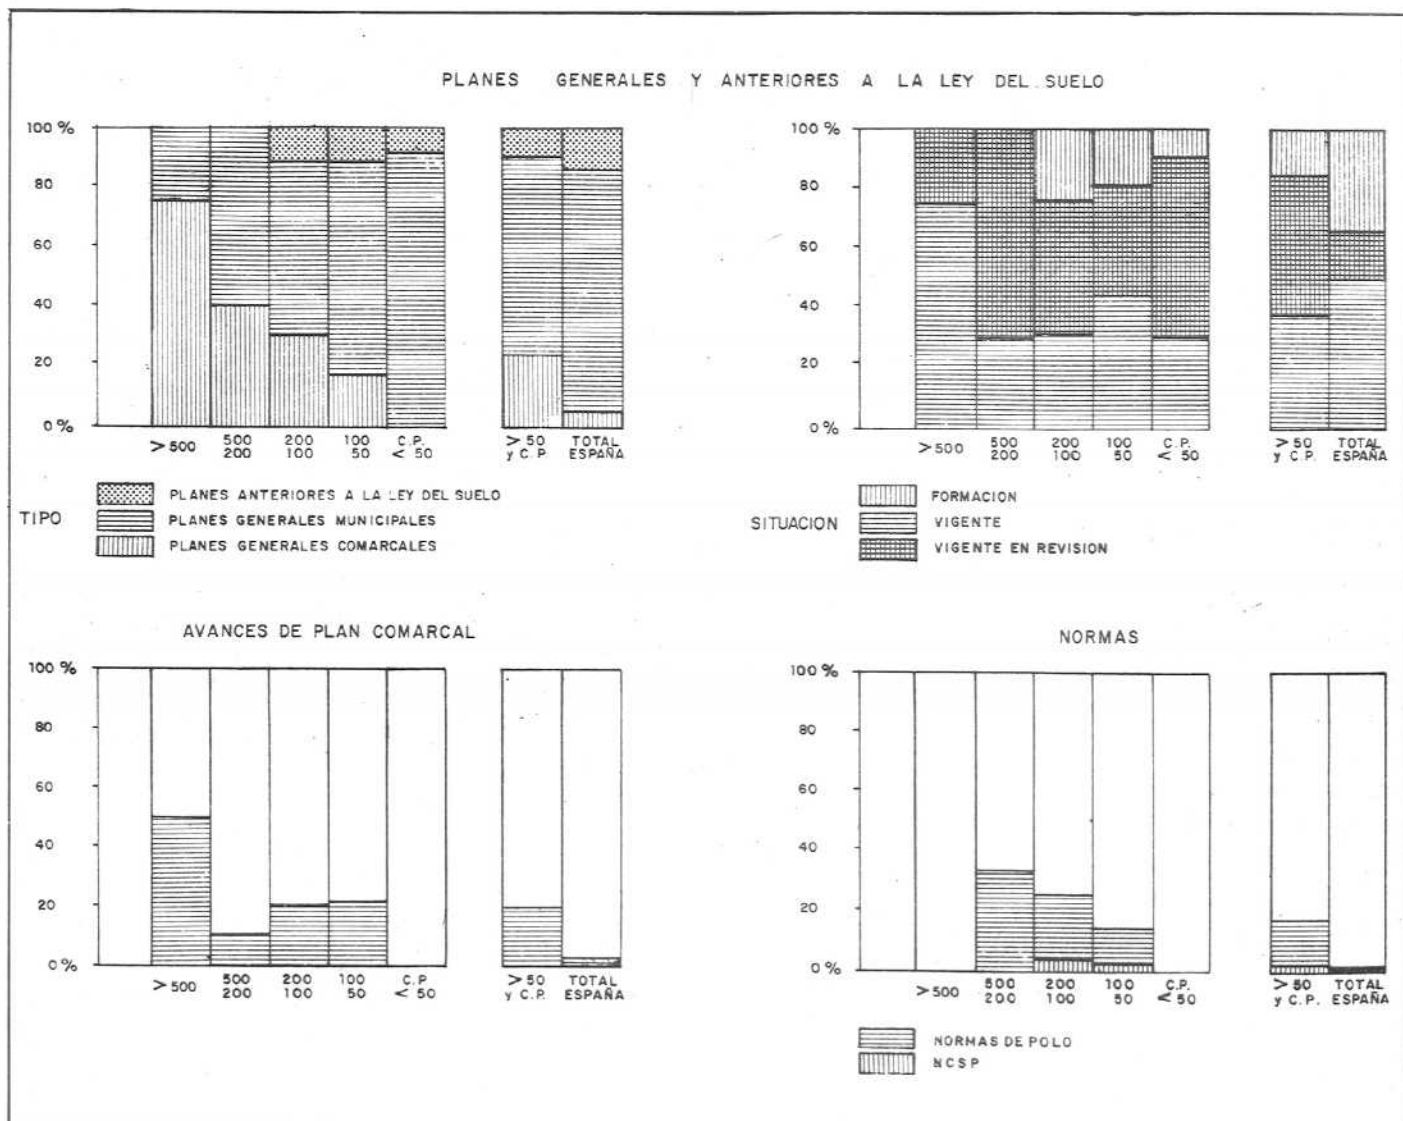 PLANES GENERALES Y ANTERIORES A LA LEY DEL SUELO
100 %
80
60
40
20
0 %
> 500
500 200
200 100
100 50
C.P. < 50
> 50 y C.P.
TOTAL ESPAÑA
TIPO
PLANES ANTERIORES A LA LEY DEL SUELO
PLANES GENERALES MUNICIPALES
PLANES GENERALES COMARCALES
100 %
80
60
40
20
0 %
> 500
500 200
200 100
100 50
C.P. < 50
> 50 y C.P.
TOTAL ESPAÑA
SITUACION
FORMACION
VIGENTE
VIGENTE EN REVISION
AVANCES DE PLAN COMARCAL
100 %
80
60
40
20
0 %
> 500
500 200
200 100
100 50
C.P. < 50
> 50 y C.P.
TOTAL ESPAÑA
NORMAS
100 %
80
60
40
20
0 %
> 500
500 200
200 100
100 50
C.P. < 50
> 50 y C.P.
TOTAL ESPAÑA
NORMAS DE POLO
NCSP